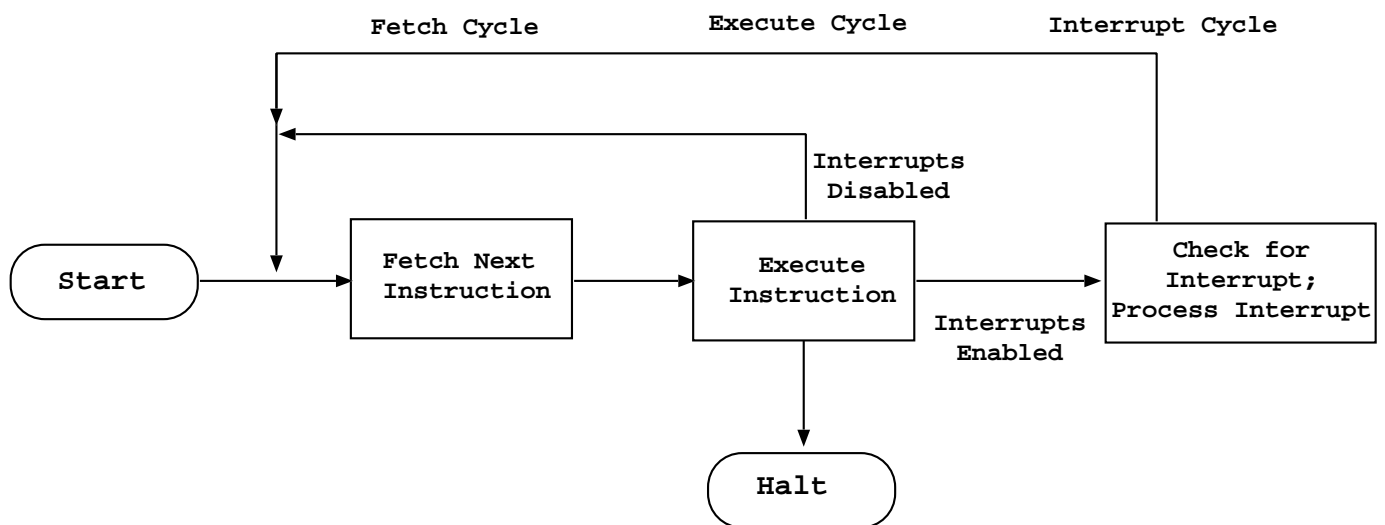 Fetch Cycle
Execute Cycle
Interrupt Cycle
Interrupts
Disabled
Start
Fetch Next
Instruction
Execute
Instruction
Interrupts
Enabled
Check for
Interrupt;
Process Interrupt
Halt